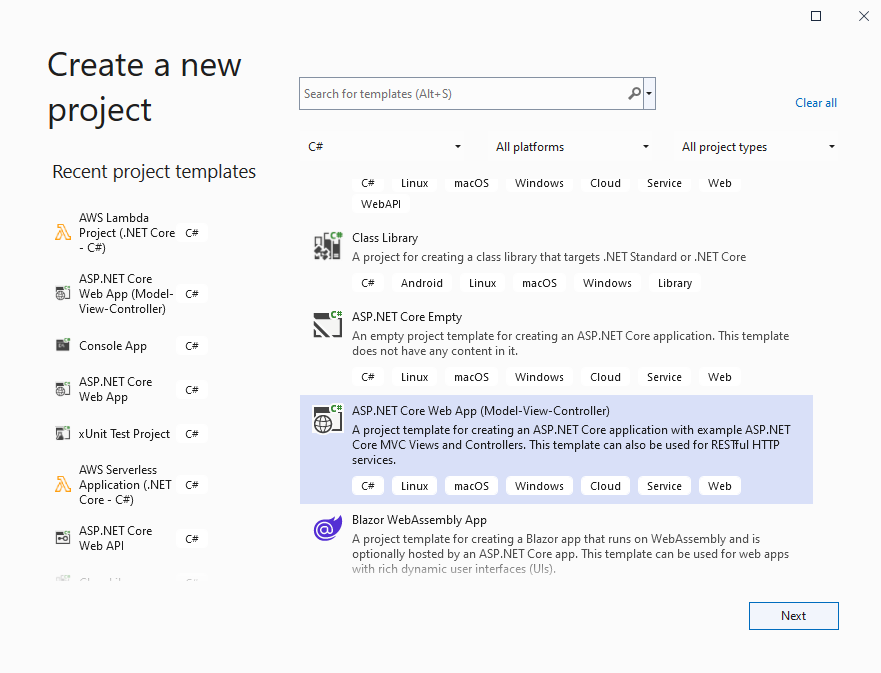 Create a new
project
Search for templates (Alt+S)
Clear all
C#
All platforms
All project types
Recent project templates
AWS Lambda
Project (.NET Core
- C#)
C#
ASP.NET Core
Web App (Model-
View-Controller)
C#
Console App
C#
ASP.NET Core
Web App
C#
xUnit Test Project
C#
AWS Serverless
Application (.NET
Core - C#)
C#
ASP.NET Core
Web API
C#
C# Linux macOS Windows Cloud Service Web
WebAPI
Class Library
A project for creating a class library that targets .NET Standard or .NET Core
C# Android Linux macOS Windows Library
ASP.NET Core Empty
An empty project template for creating an ASP.NET Core application. This template
does not have any content in it.
C# Linux macOS Windows Cloud Service Web
ASP.NET Core Web App (Model-View-Controller)
A project template for creating an ASP.NET Core application with example ASP.NET
Core MVC Views and Controllers. This template can also be used for RESTful HTTP
services.
C# Linux macOS Windows Cloud Service Web
Blazor WebAssembly App
A project template for creating a Blazor app that runs on WebAssembly and is
optionally hosted by an ASP.NET Core app. This template can be used for web apps
with rich dynamic user interfaces (UIs).
Next